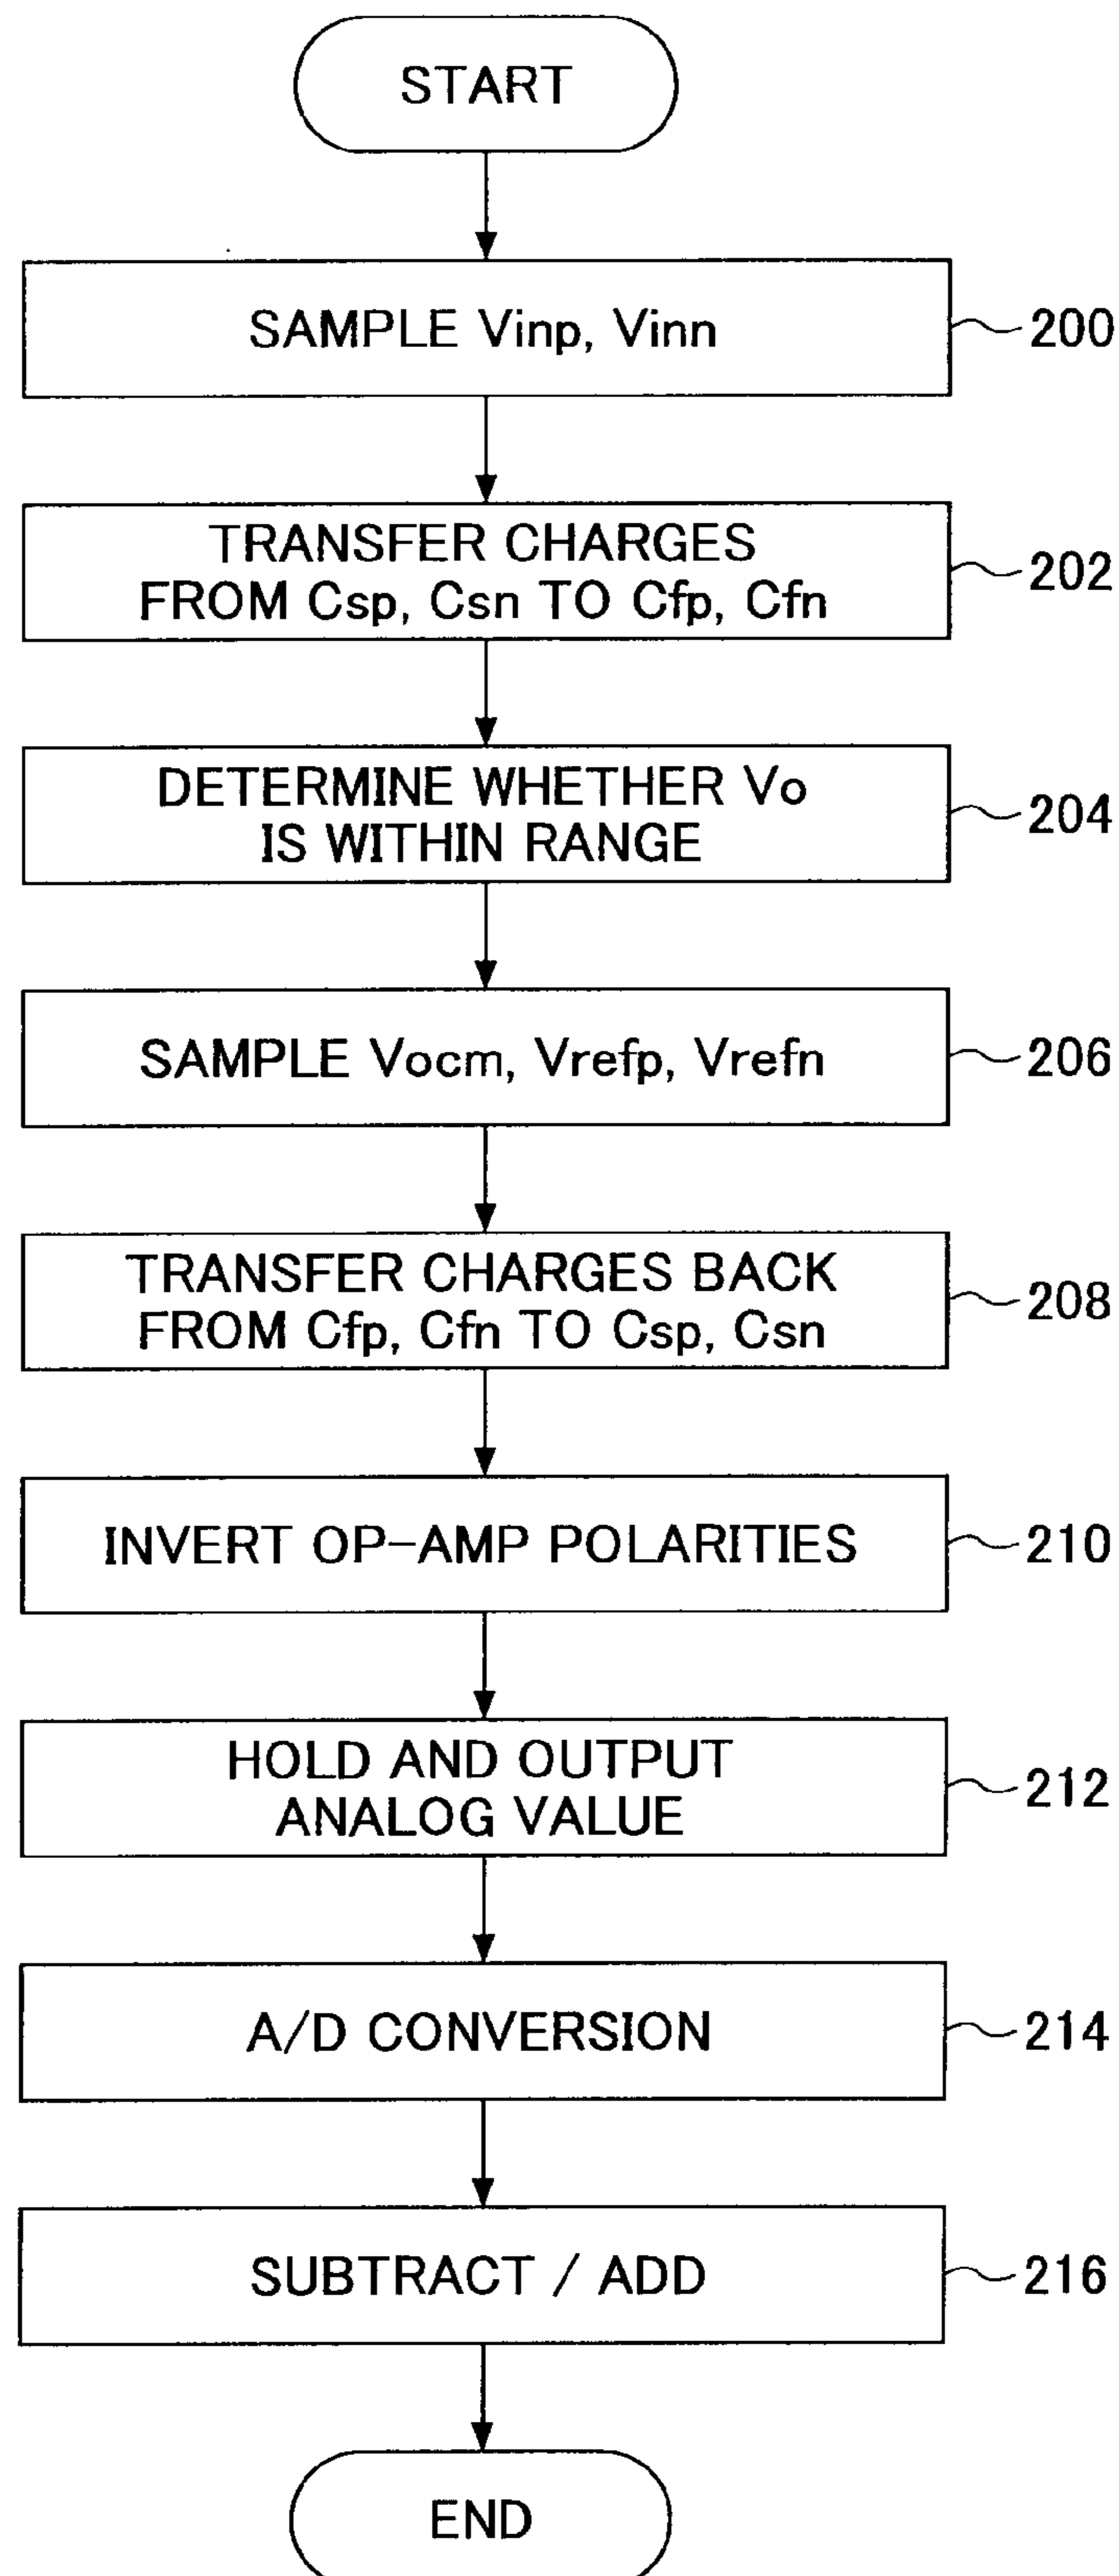 START
SAMPLE Vinp, Vinn
200
TRANSFER CHARGES
FROM Csp, Csn TO Cfp, Cfn
202
DETERMINE WHETHER Vo
IS WITHIN RANGE
204
SAMPLE Vocm, Vrefp, Vrefn
206
TRANSFER CHARGES BACK
FROM Cfp, Cfn TO Csp, Csn
208
INVERT OP-AMP POLARITIES
210
HOLD AND OUTPUT
ANALOG VALUE
212
A/D CONVERSION
214
SUBTRACT / ADD
216
END